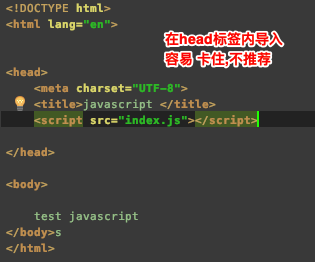 <!DOCTYPE html>
<html lang="en">
在head标签内导入
容易 卡住,不推荐
<head>
<meta charset="UTF-8">
<title>javascript </title>
<script src="index.js"></script>
</head>
<body>
test javascript
</body>s
</html>